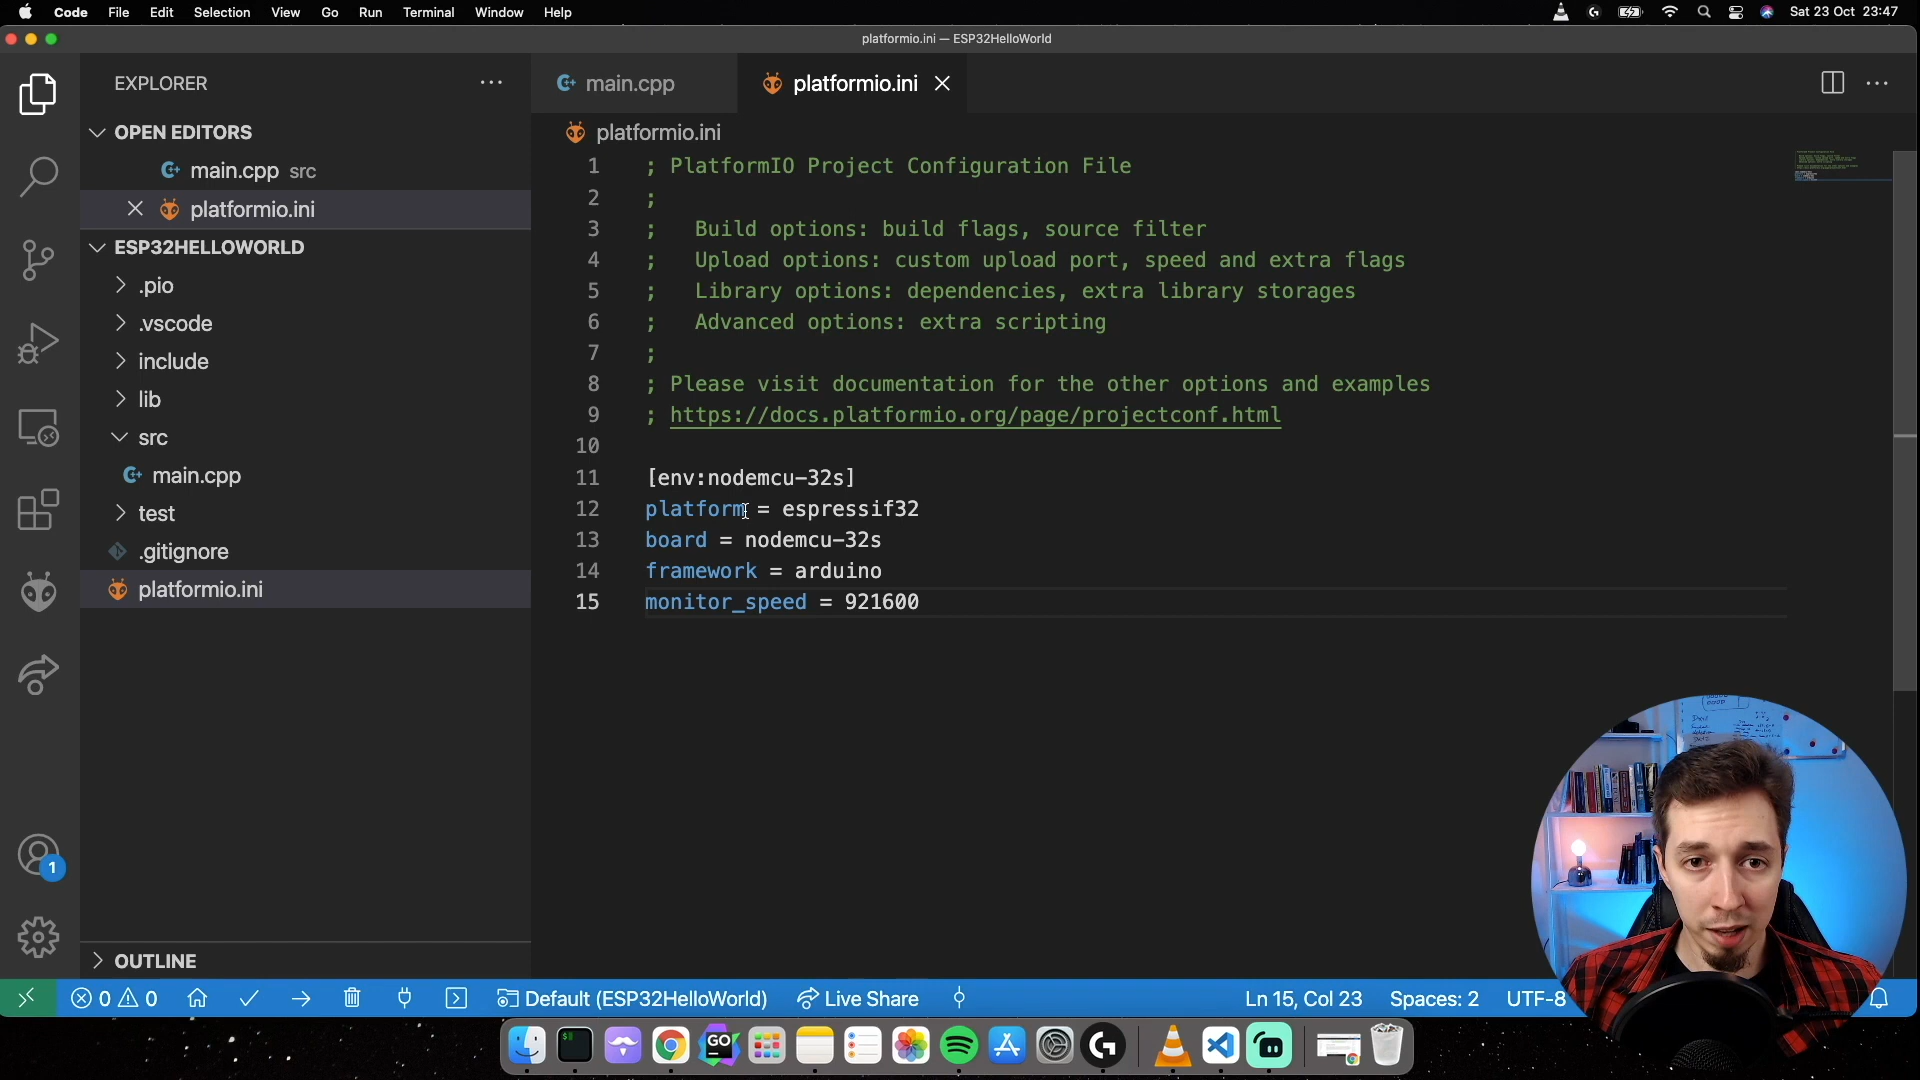 Code File Edit Selection View Go Run Terminal Window Help
Sat 23 Oct 23:47
platformio.ini — ESP32HelloWorld
EXPLORER
OPEN EDITORS
main.cpp src
platformio.ini
ESP32HELLOWORLD
.pio
.vscode
include
lib
src
main.cpp
test
.gitignore
platformio.ini
OUTLINE
1
main.cpp
platformio.ini
platformio.ini
1 ; PlatformIO Project Configuration File
2 ;
3 ; Build options: build flags, source filter
4 ; Upload options: custom upload port, speed and extra flags
5 ; Library options: dependencies, extra library storages
6 ; Advanced options: extra scripting
7 ;
8 ; Please visit documentation for the other options and examples
9 ; https://docs.platformio.org/page/projectconf.html
10
11 [env:nodemcu-32s]
12 platform = espressif32
13 board = nodemcu-32s
14 framework = arduino
15 monitor_speed = 921600
0 0 Default (ESP32HelloWorld) Live Share Ln 15, Col 23 Spaces: 2 UTF-8
GO